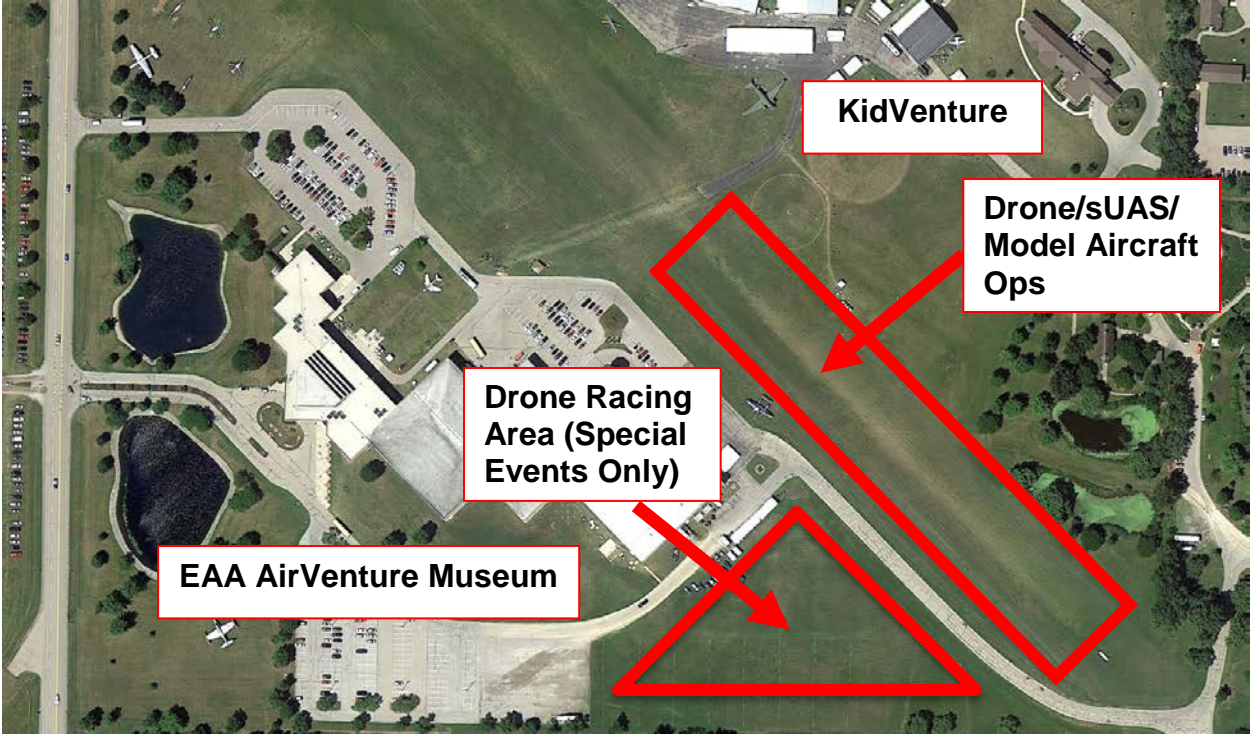 KidVenture
Drone/sUAS/
Model Aircraft
Ops
Drone Racing
Area (Special
Events Only)
EAA AirVenture Museum